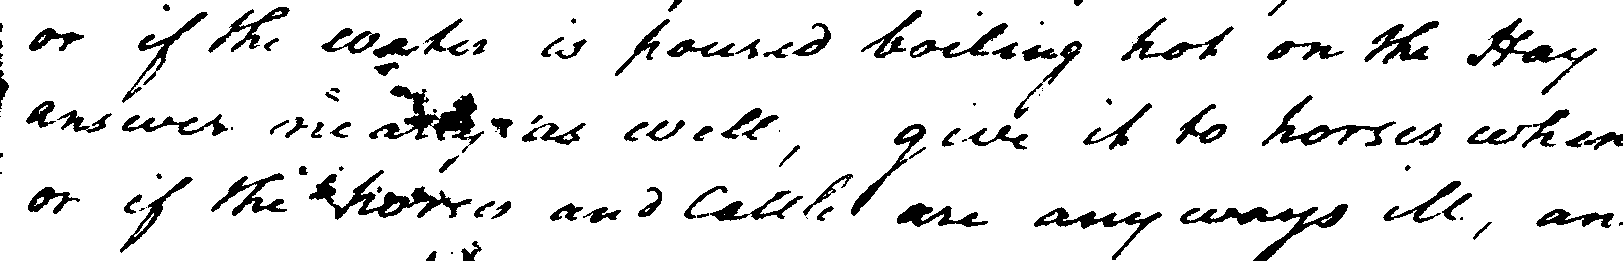 or if the water is poured boiling hot on the Hay
answer nearly as well, give it to horses when
or if the horses and Cattle are any ways ill, an